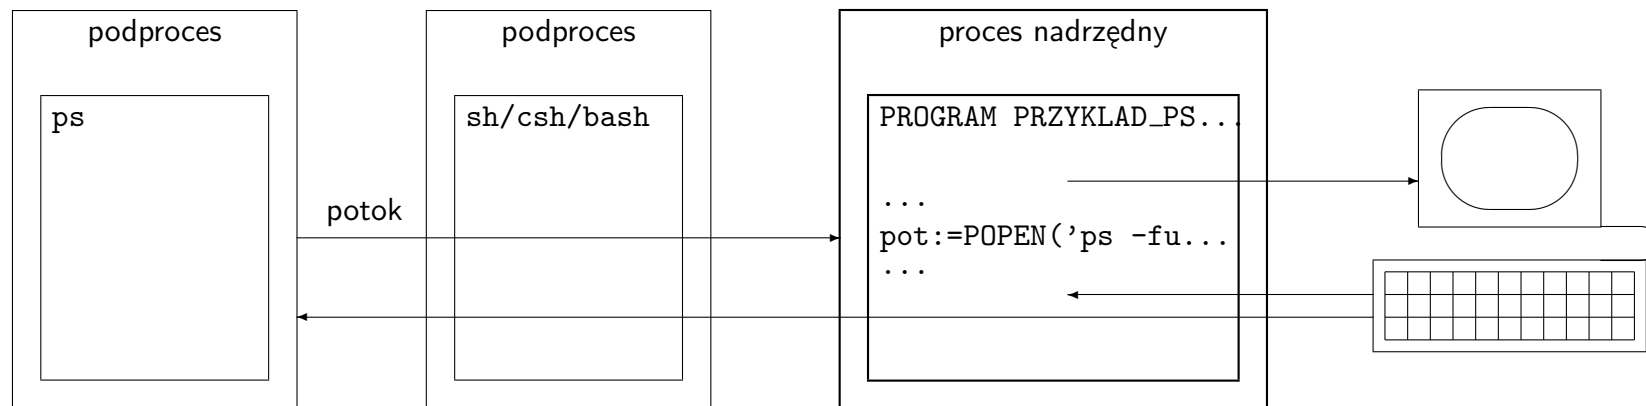 podproces
ps
potok
podproces
sh/csh/bash
proces nadrzędny
PROGRAM PRZYKLAD_PS...
...
pot:=POPEN('ps -fu...
...